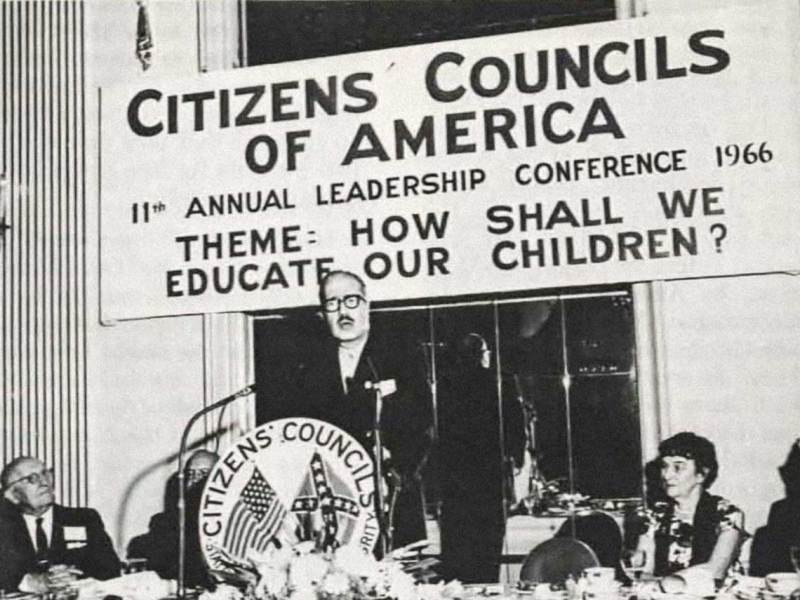 CITIZENS COUNCILS
OF AMERICA
11th ANNUAL LEADERSHIP CONFERENCE 1966
THEME: HOW SHALL WE
EDUCATE OUR CHILDREN?
CITIZENS' COUNCILS